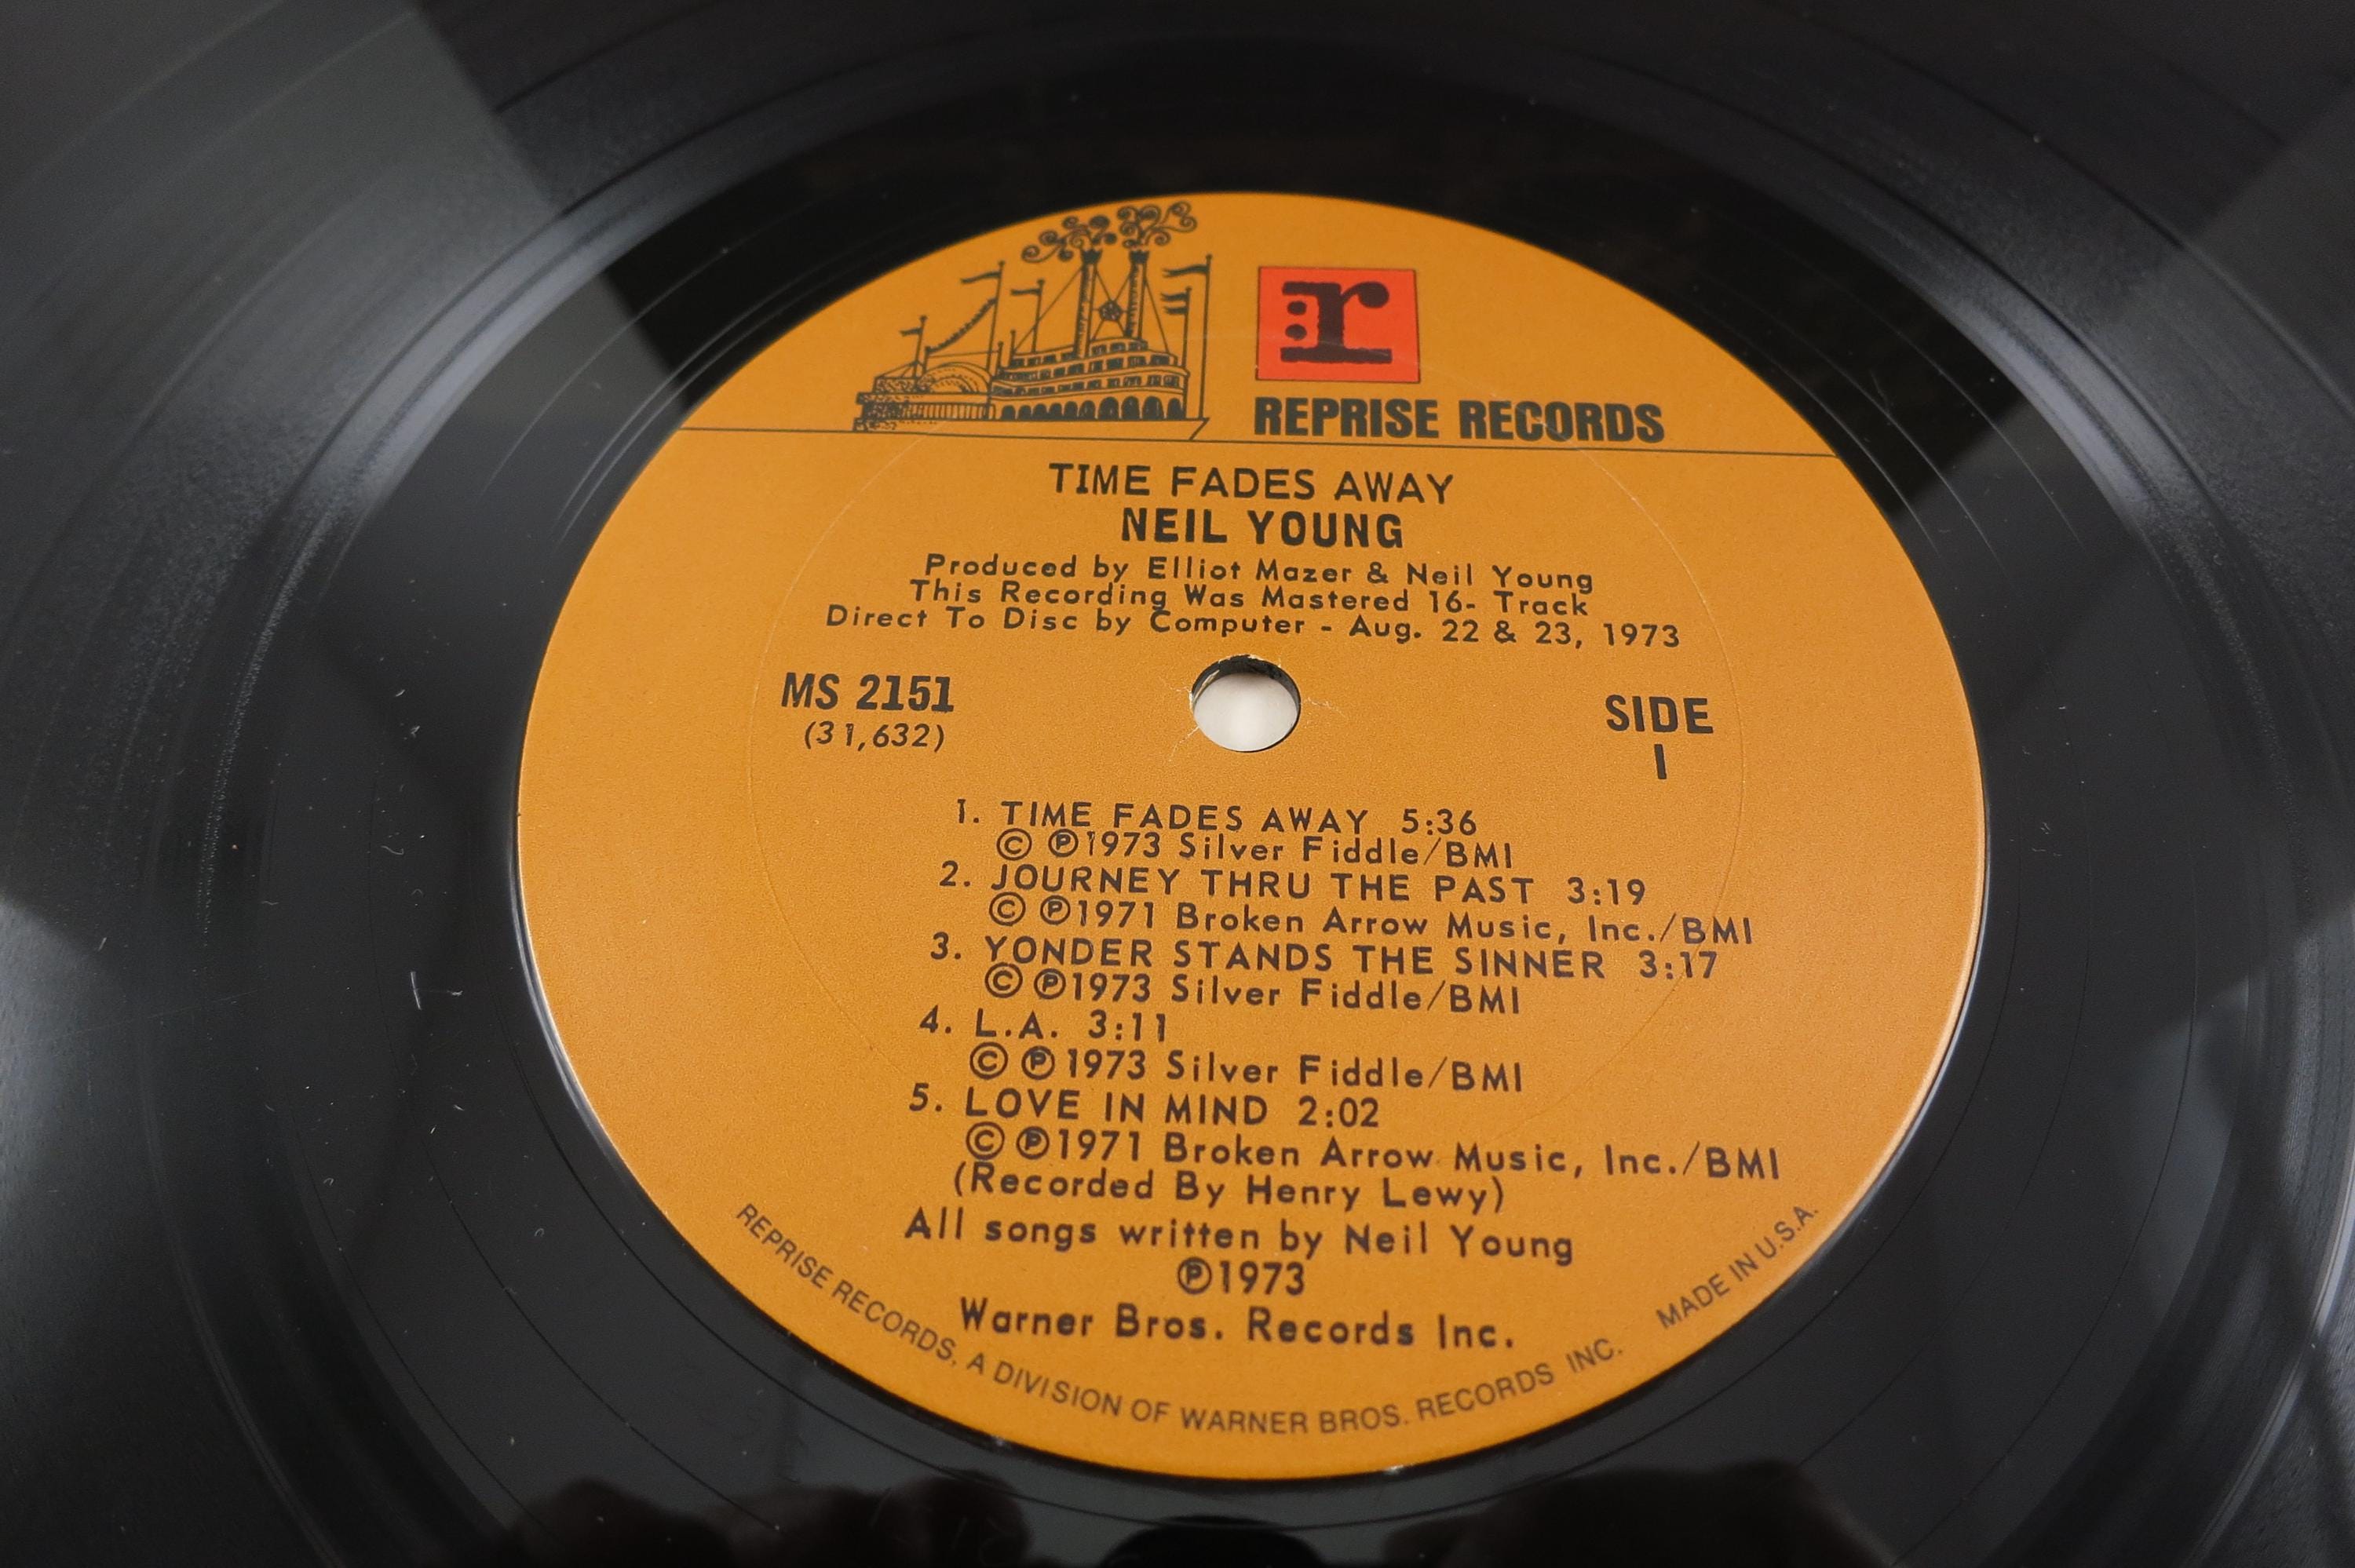 :r
REPRISE RECORDS
TIME FADES AWAY
NEIL YOUNG
Produced by Elliot Mazer & Neil Young
This Recording Was Mastered 16- Track
Direct To Disc by Computer - Aug. 22 & 23, 1973
MS 2151
(31,632)
SIDE
1
1. TIME FADES AWAY 5:36
© ℗1973 Silver Fiddle/BMI
2. JOURNEY THRU THE PAST 3:19
© ℗1971 Broken Arrow Music, Inc./BMI
3. YONDER STANDS THE SINNER 3:17
© ℗1973 Silver Fiddle/BMI
4. L.A. 3:11
© ℗1973 Silver Fiddle/BMI
5. LOVE IN MIND 2:02
© ℗1971 Broken Arrow Music, Inc./BMI
(Recorded By Henry Lewy)
All songs written by Neil Young
℗1973
Warner Bros. Records Inc.
REPRISE RECORDS, A DIVISION OF WARNER BROS. RECORDS INC. MADE IN U.S.A.